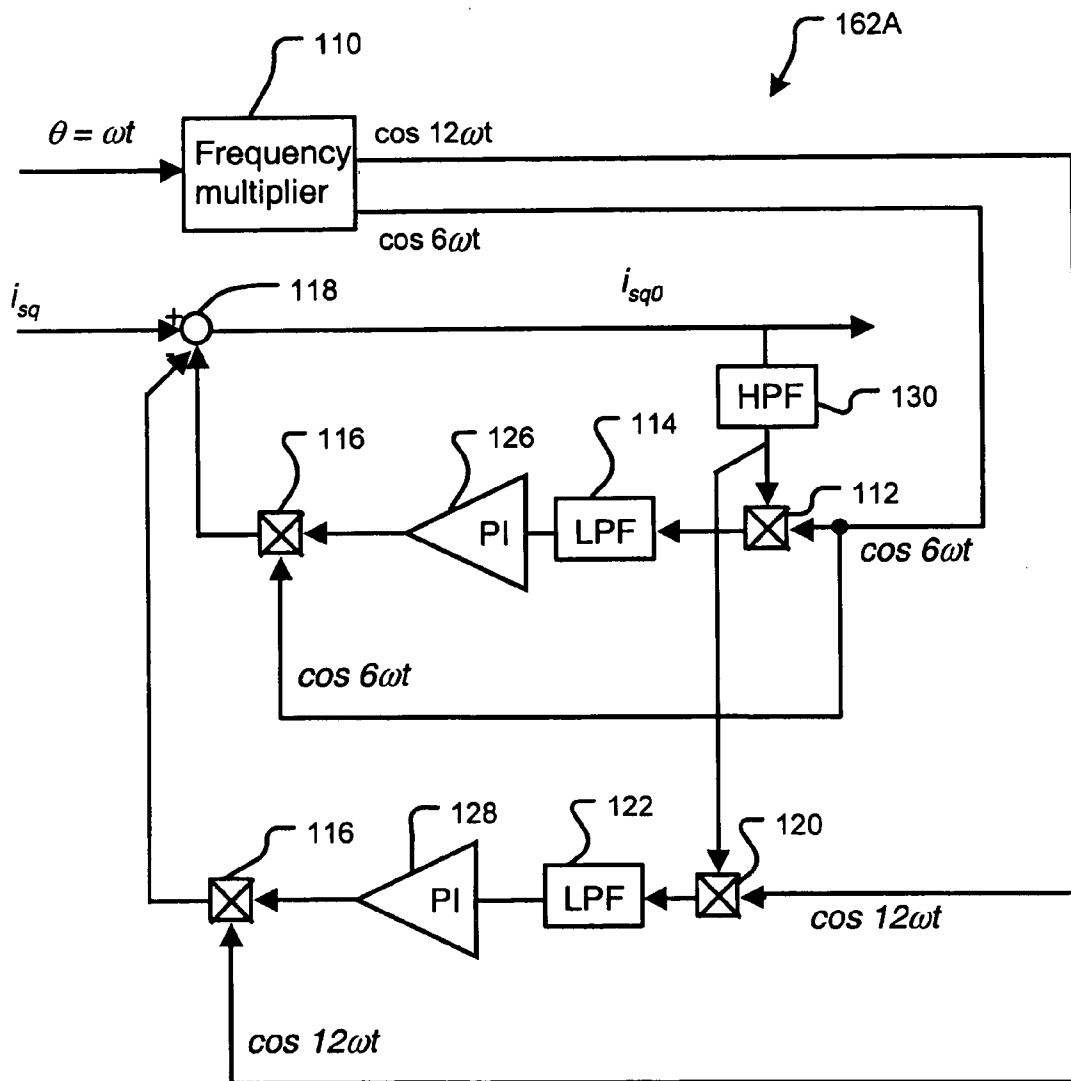 162A
110
θ = ωt
Frequency
multiplier
cos 12ωt
cos 6ωt
i_sq
+
-
118
i_sq0
HPF
130
116
126
114
112
PI
LPF
cos 6ωt
cos 6ωt
116
128
122
120
PI
LPF
cos 12ωt
cos 12ωt